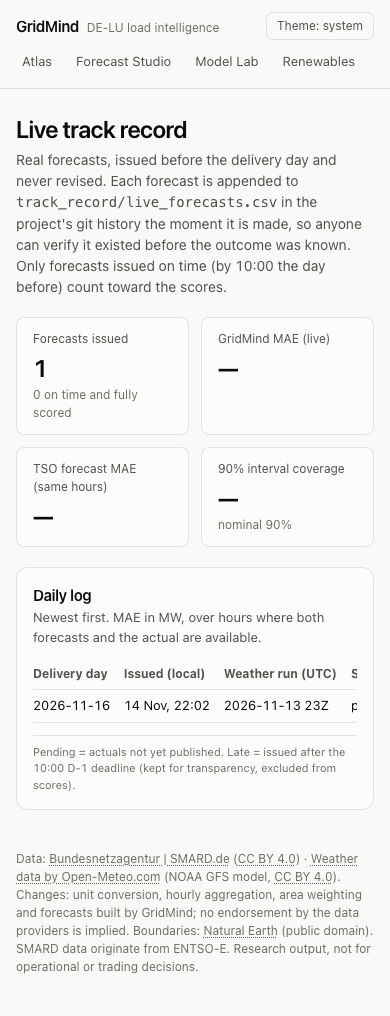 GridMind DE-LU load intelligence Theme: system
Atlas Forecast Studio Model Lab Renewables
Live track record
Real forecasts, issued before the delivery day and
never revised. Each forecast is appended to
track_record/live_forecasts.csv in the
project's git history the moment it is made, so anyone
can verify it existed before the outcome was known.
Only forecasts issued on time (by 10:00 the day
before) count toward the scores.
Forecasts issued
1
0 on time and fully
scored
GridMind MAE (live)
—
TSO forecast MAE
(same hours)
—
90% interval coverage
—
nominal 90%
Daily log
Newest first. MAE in MW, over hours where both
forecasts and the actual are available.
Delivery day Issued (local) Weather run (UTC) S
2026-11-16 14 Nov, 22:02 2026-11-13 23Z p
Pending = actuals not yet published. Late = issued after the
10:00 D-1 deadline (kept for transparency, excluded from
scores).
Data: Bundesnetzagentur | SMARD.de (CC BY 4.0) · Weather
data by Open-Meteo.com (NOAA GFS model, CC BY 4.0).
Changes: unit conversion, hourly aggregation, area weighting
and forecasts built by GridMind; no endorsement by the data
providers is implied. Boundaries: Natural Earth (public domain).
SMARD data originate from ENTSO-E. Research output, not for
operational or trading decisions.